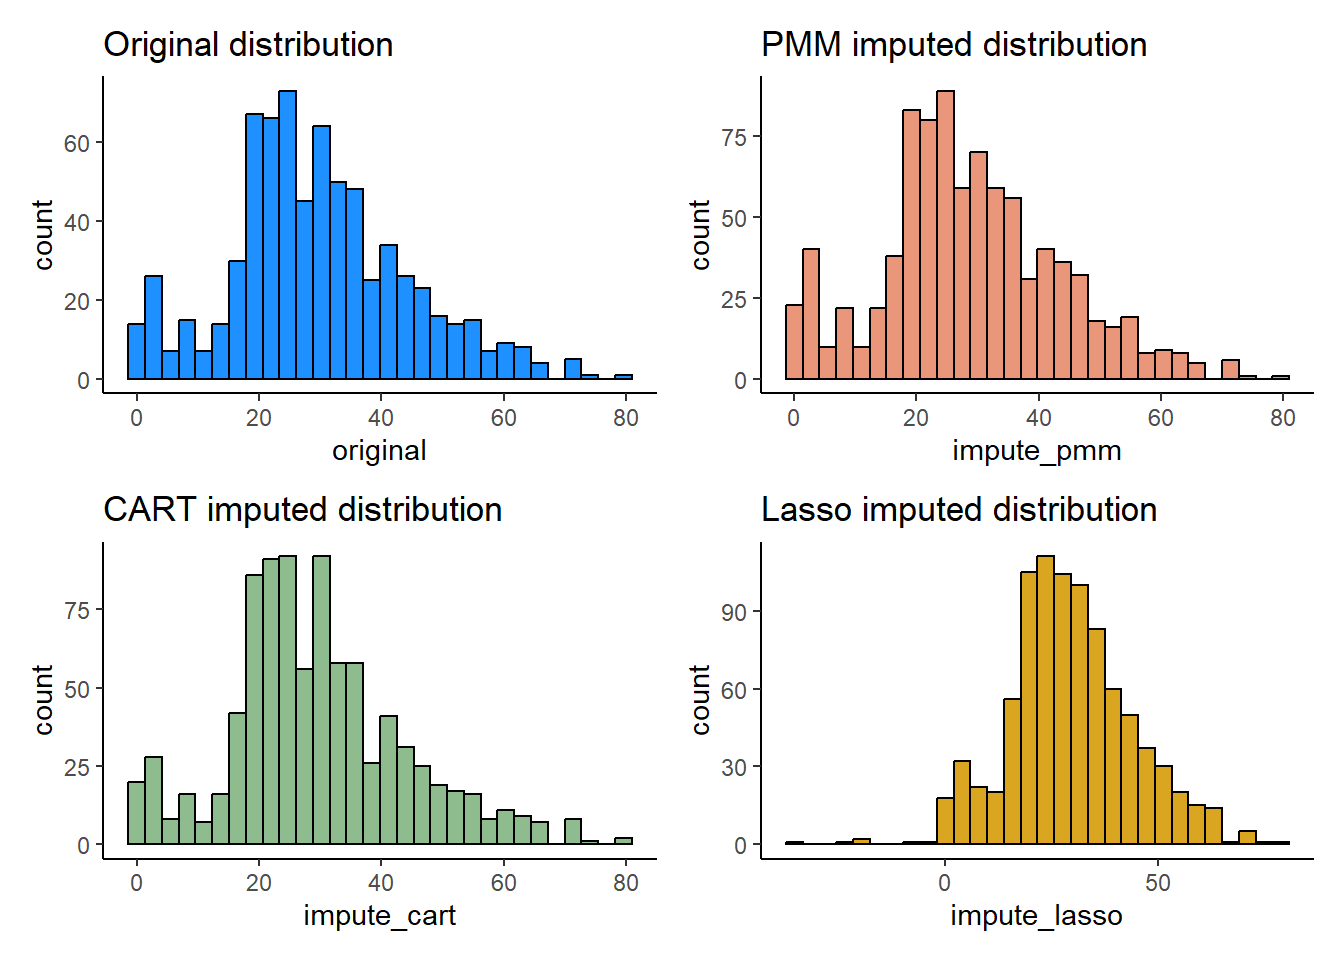 Original distribution
60
40
20
0
count
0 20 40 60 80
original
PMM imputed distribution
75
50
25
0
count
0 20 40 60 80
impute_pmm
CART imputed distribution
75
50
25
0
count
0 20 40 60 80
impute_cart
Lasso imputed distribution
90
60
30
0
count
0 50
impute_lasso